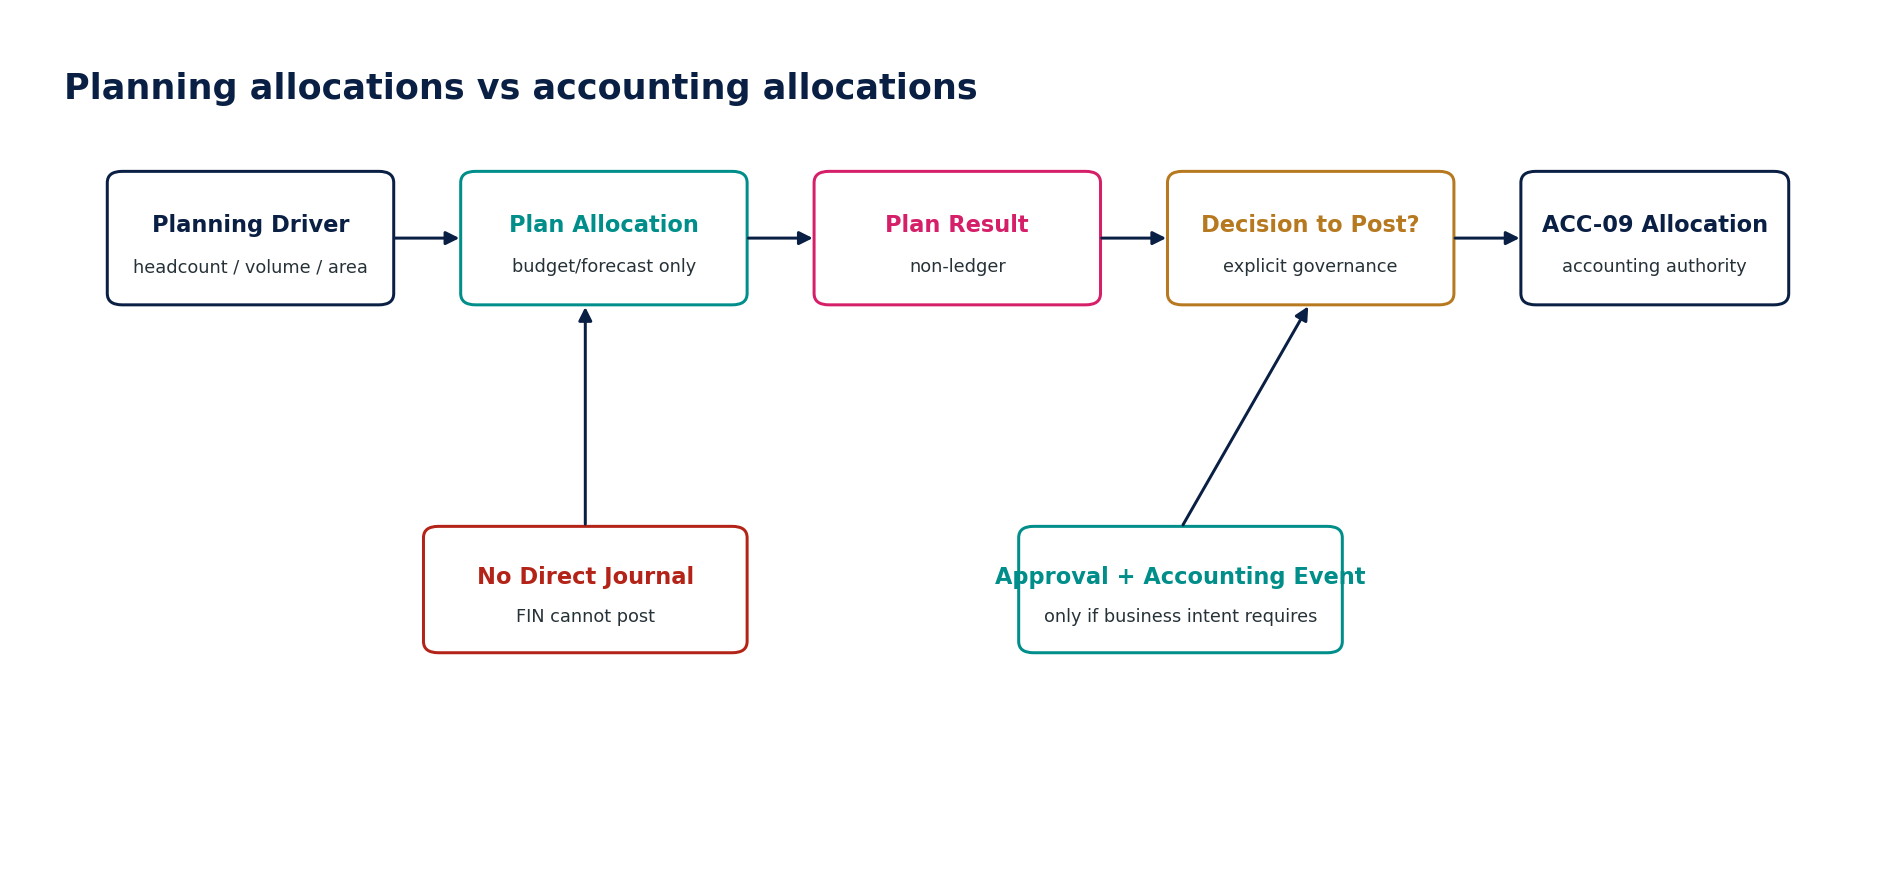 Planning allocations vs accounting allocations
Planning Driver
headcount / volume / area
Plan Allocation
budget/forecast only
Plan Result
non-ledger
Decision to Post?
explicit governance
ACC-09 Allocation
accounting authority
No Direct Journal
FIN cannot post
Approval + Accounting Event
only if business intent requires